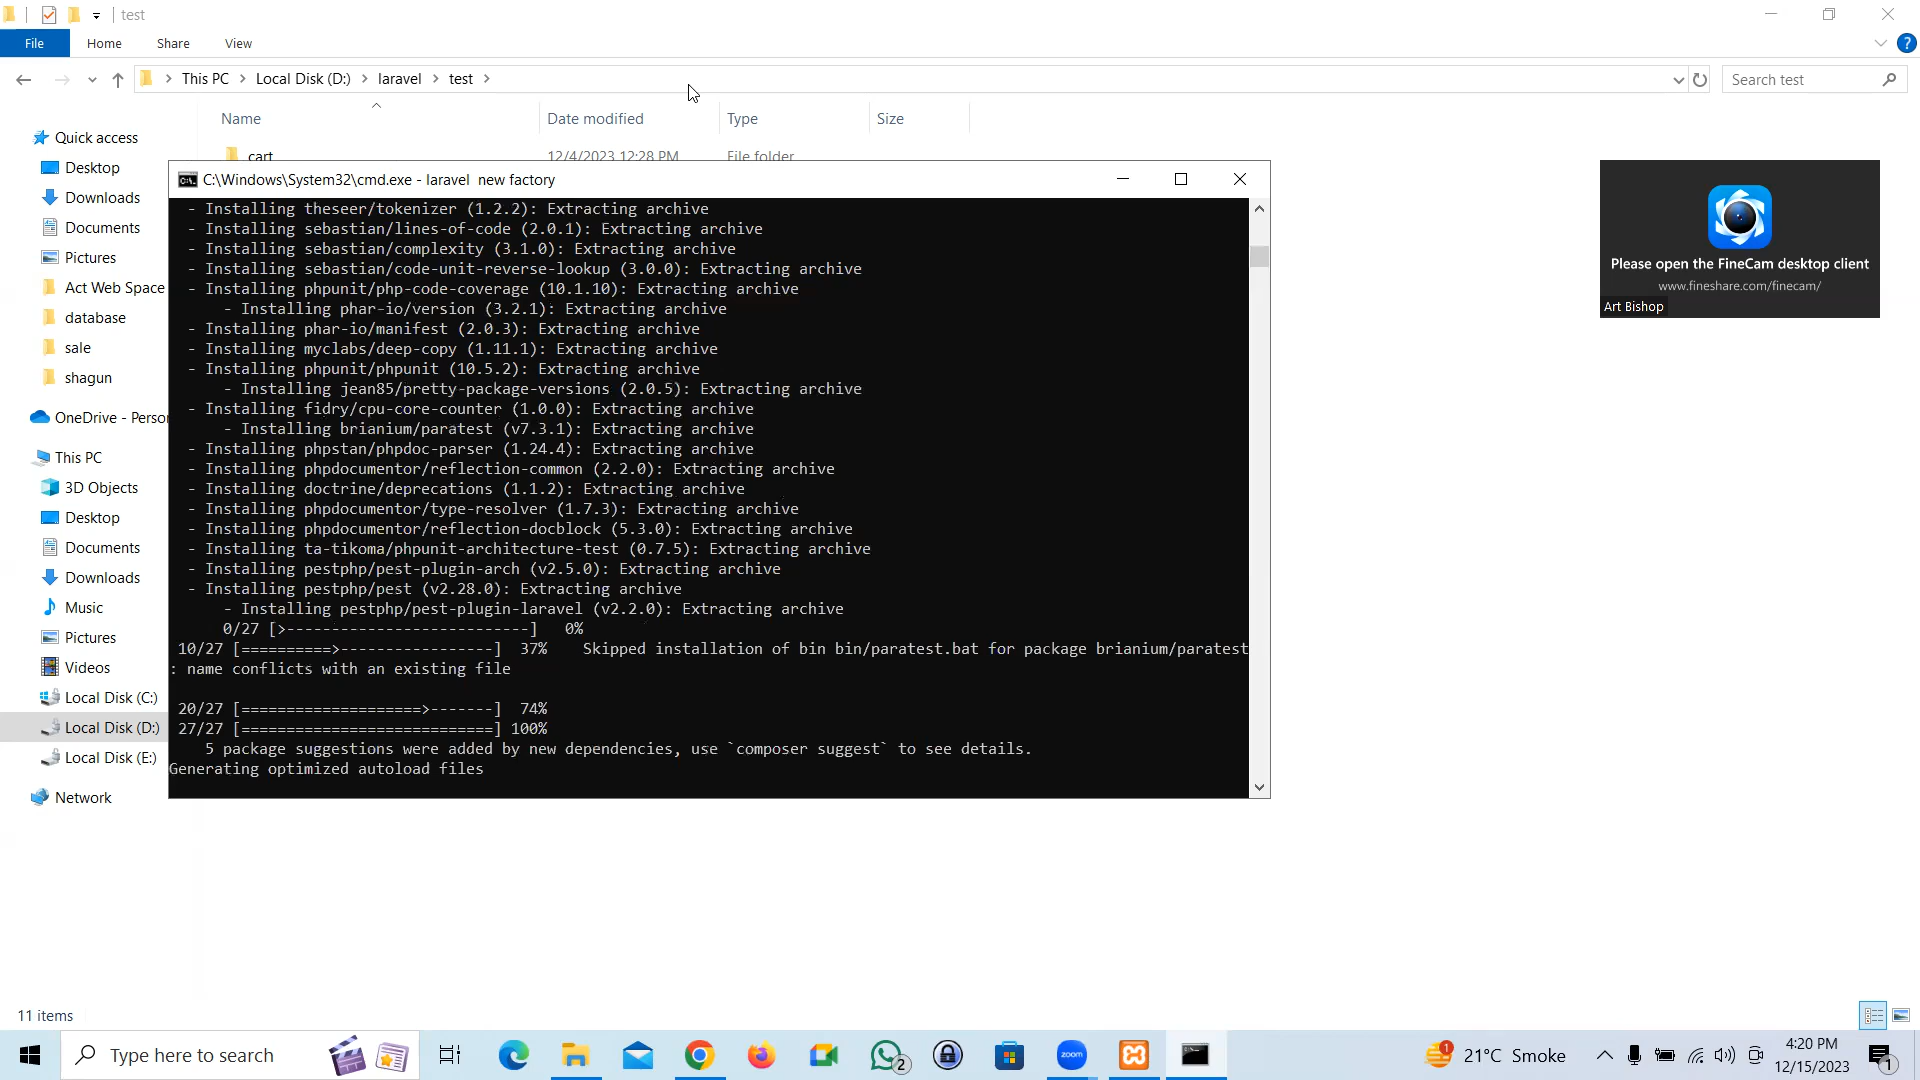 test
File
Home
Share
View
This PC
Local Disk (D:)
laravel
test
Search test
Name
Date modified
Type
Size
cart
12/4/2023 12:28 PM
File folder
Quick access
Desktop
Downloads
Documents
Pictures
Act Web Space
database
sale
shagun
OneDrive - Person
This PC
3D Objects
Desktop
Documents
Downloads
Music
Pictures
Videos
Local Disk (C:)
Local Disk (D:)
Local Disk (E:)
Network
C:\Windows\System32\cmd.exe - laravel  new factory
- Installing theseer/tokenizer (1.2.2): Extracting archive
- Installing sebastian/lines-of-code (2.0.1): Extracting archive
- Installing sebastian/complexity (3.1.0): Extracting archive
- Installing sebastian/code-unit-reverse-lookup (3.0.0): Extracting archive
- Installing phpunit/php-code-coverage (10.1.10): Extracting archive
- Installing phar-io/version (3.2.1): Extracting archive
- Installing phar-io/manifest (2.0.3): Extracting archive
- Installing myclabs/deep-copy (1.11.1): Extracting archive
- Installing phpunit/phpunit (10.5.2): Extracting archive
- Installing jean85/pretty-package-versions (2.0.5): Extracting archive
- Installing fidry/cpu-core-counter (1.0.0): Extracting archive
- Installing brianium/paratest (v7.3.1): Extracting archive
- Installing phpstan/phpdoc-parser (1.24.4): Extracting archive
- Installing phpdocumentor/reflection-common (2.2.0): Extracting archive
- Installing doctrine/deprecations (1.1.2): Extracting archive
- Installing phpdocumentor/type-resolver (1.7.3): Extracting archive
- Installing phpdocumentor/reflection-docblock (5.3.0): Extracting archive
- Installing ta-tikoma/phpunit-architecture-test (0.7.5): Extracting archive
- Installing pestphp/pest-plugin-arch (v2.5.0): Extracting archive
- Installing pestphp/pest (v2.28.0): Extracting archive
- Installing pestphp/pest-plugin-laravel (v2.2.0): Extracting archive
0/27 [>---------------------------]   0%
10/27 [==========>-----------------]  37%    Skipped installation of bin bin/paratest.bat for package brianium/paratest
: name conflicts with an existing file
20/27 [====================>-------]  74%
27/27 [============================] 100%
5 package suggestions were added by new dependencies, use `composer suggest` to see details.
Generating optimized autoload files
Please open the FineCam desktop client
www.fineshare.com/finecam/
Art Bishop
11 items
Type here to search
zoom
2
1
21°C Smoke
4:20 PM
12/15/2023
1